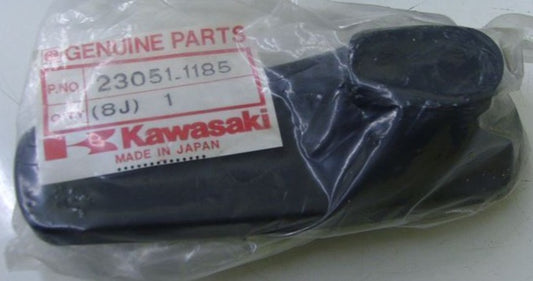 GENUINE PARTS
P.NO. 23051-1185
Q'TY (8J) 1
Kawasaki
MADE IN JAPAN